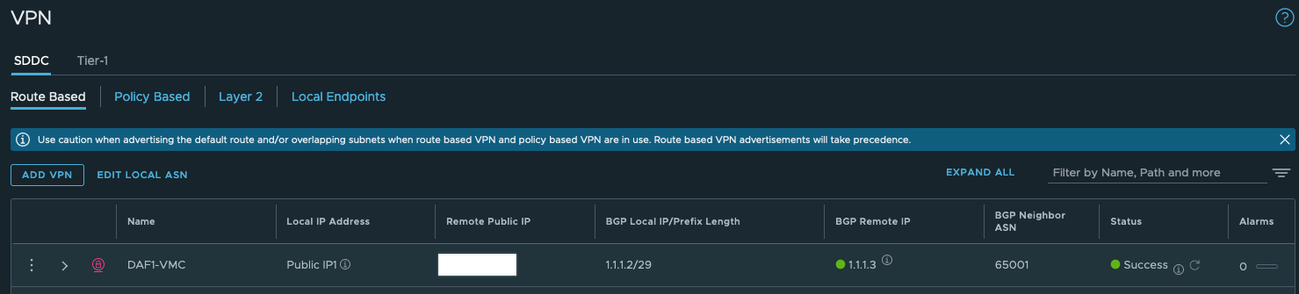 VPN
SDDC Tier-1
Route Based Policy Based Layer 2 Local Endpoints
Use caution when advertising the default route and/or overlapping subnets when route based VPN and policy based VPN are in use. Route based VPN advertisements will take precedence.
ADD VPN EDIT LOCAL ASN EXPAND ALL Filter by Name, Path and more
Name Local IP Address Remote Public IP BGP Local IP/Prefix Length BGP Remote IP BGP Neighbor ASN Status Alarms
DAF1-VMC Public IP1 1.1.1.2/29 1.1.1.3 65001 Success 0